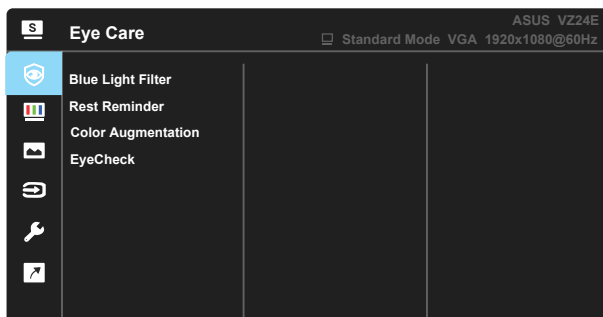 S
Eye Care
ASUS VZ24E
Standard Mode VGA 1920x1080@60Hz
Blue Light Filter
Rest Reminder
Color Augmentation
EyeCheck